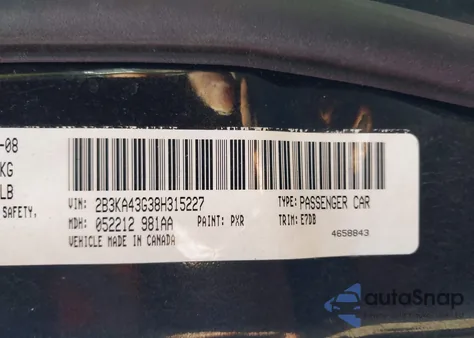 -08
KG
LB
SAFETY,
VIN: 2B3KA43G38H315227 TYPE: PASSENGER CAR
MDH: 052212 981AA PAINT: PXR TRIM: E7DB
VEHICLE MADE IN CANADA 4658843
autoSnap